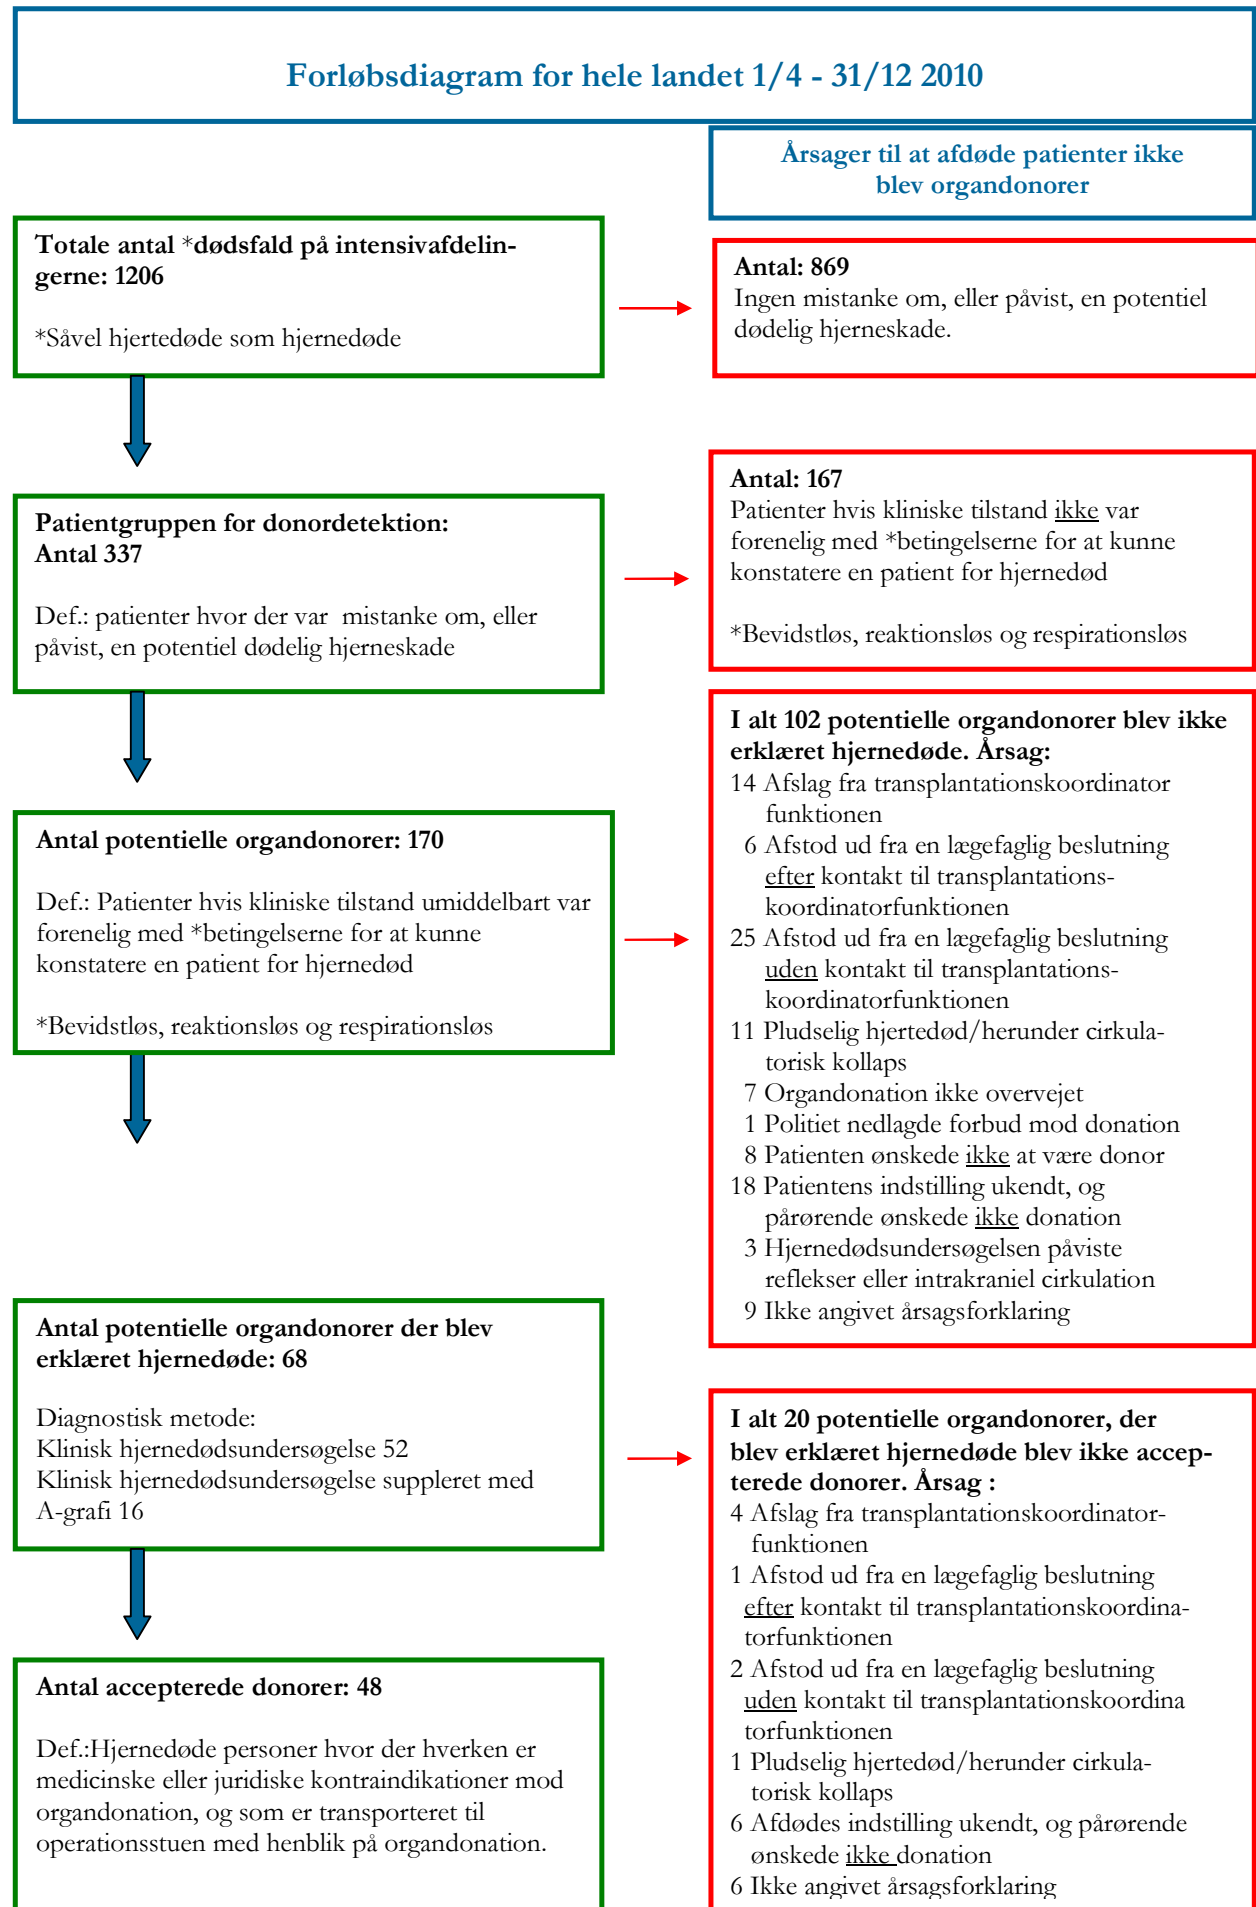 Forløbsdiagram for hele landet 1/4 - 31/12 2010
Årsager til at afdøde patienter ikke
blev organdonorer
Totale antal *dødsfald på intensivafdelin-
gerne: 1206
*Såvel hjertedøde som hjernedøde
Antal: 869
Ingen mistanke om, eller påvist, en potentiel
dødelig hjerneskade.
Patientgruppen for donordetektion:
Antal 337
Def.: patienter hvor der var  mistanke om, eller
påvist, en potentiel dødelig hjerneskade
Antal: 167
Patienter hvis kliniske tilstand ikke var
forenelig med *betingelserne for at kunne
konstatere en patient for hjernedød
*Bevidstløs, reaktionsløs og respirationsløs
Antal potentielle organdonorer: 170
Def.: Patienter hvis kliniske tilstand umiddelbart var
forenelig med *betingelserne for at kunne
konstatere en patient for hjernedød
*Bevidstløs, reaktionsløs og respirationsløs
I alt 102 potentielle organdonorer blev ikke
erklæret hjernedøde. Årsag:
14 Afslag fra transplantationskoordinator
funktionen
6 Afstod ud fra en lægefaglig beslutning
efter kontakt til transplantations-
koordinatorfunktionen
25 Afstod ud fra en lægefaglig beslutning
uden kontakt til transplantations-
koordinatorfunktionen
11 Pludselig hjertedød/herunder cirkula-
torisk kollaps
7 Organdonation ikke overvejet
1 Politiet nedlagde forbud mod donation
8 Patienten ønskede ikke at være donor
18 Patientens indstilling ukendt, og
pårørende ønskede ikke donation
3 Hjernedødsundersøgelsen påviste
reflekser eller intrakraniel cirkulation
9 Ikke angivet årsagsforklaring
Antal potentielle organdonorer der blev
erklæret hjernedøde: 68
Diagnostisk metode:
Klinisk hjernedødsundersøgelse 52
Klinisk hjernedødsundersøgelse suppleret med
A-grafi 16
I alt 20 potentielle organdonorer, der
blev erklæret hjernedøde blev ikke accep-
terede donorer. Årsag :
4 Afslag fra transplantationskoordinator-
funktionen
1 Afstod ud fra en lægefaglig beslutning
efter kontakt til transplantationskoordina-
torfunktionen
2 Afstod ud fra en lægefaglig beslutning
uden kontakt til transplantationskoordina
torfunktionen
1 Pludselig hjertedød/herunder cirkula-
torisk kollaps
6 Afdødes indstilling ukendt, og pårørende
ønskede ikke donation
6 Ikke angivet årsagsforklaring
Antal accepterede donorer: 48
Def.:Hjernedøde personer hvor der hverken er
medicinske eller juridiske kontraindikationer mod
organdonation, og som er transporteret til
operationsstuen med henblik på organdonation.